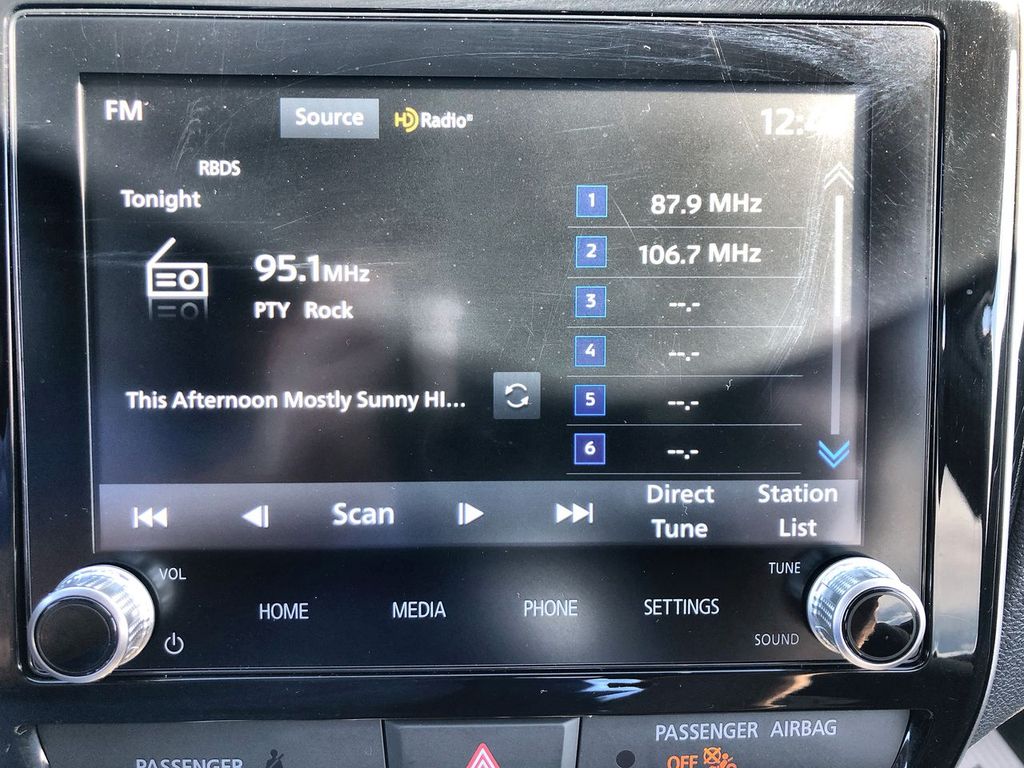 FM
Source
HD Radio®
RBDS
Tonight
95.1 MHz
PTY Rock
This Afternoon Mostly Sunny HI...
1 87.9 MHz
2 106.7 MHz
3 --.-
4 --.-
5 --.-
6 --.-
Scan
Direct Tune
Station List
VOL
HOME
MEDIA
PHONE
SETTINGS
TUNE
SOUND
PASSENGER
PASSENGER AIRBAG
OFF